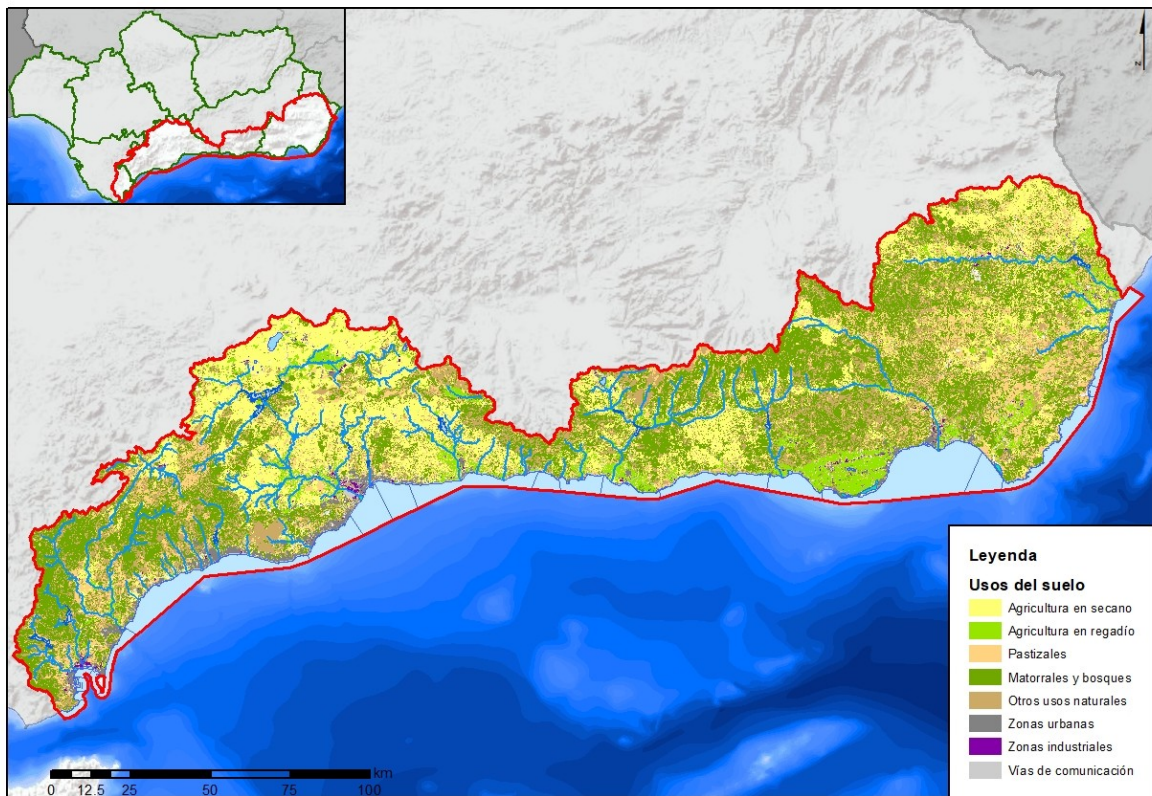 N
Leyenda
Usos del suelo
Agricultura en secano
Agricultura en regadío
Pastizales
Matorrales y bosques
Otros usos naturales
Zonas urbanas
Zonas industriales
Vías de comunicación
km
0 12.5 25 50 75 100